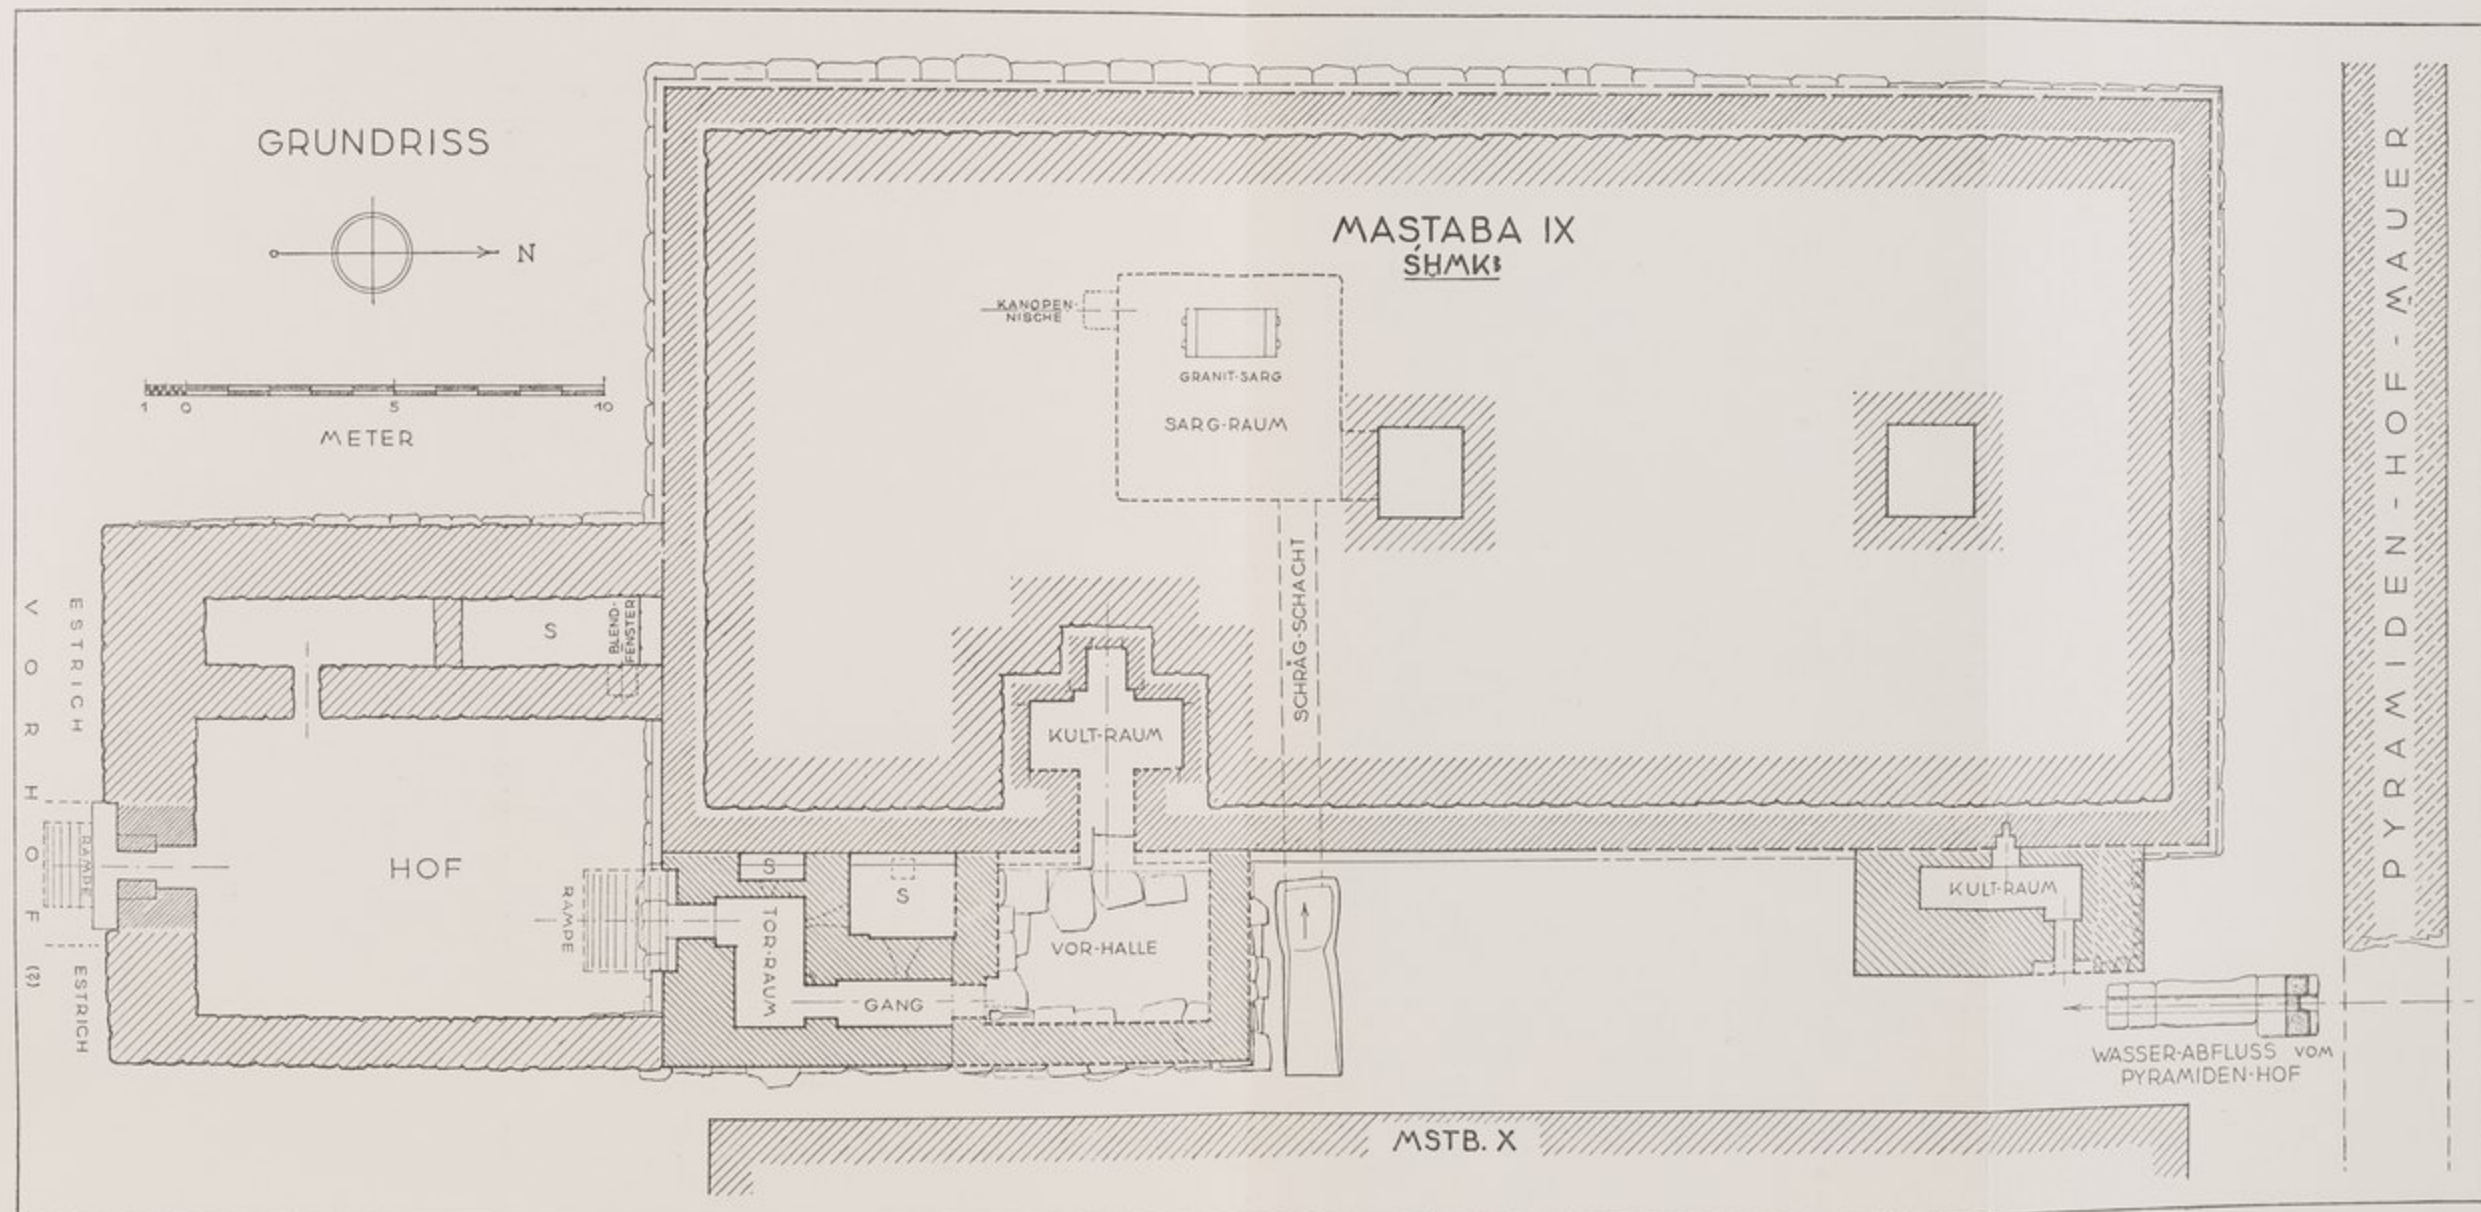 GRUNDRISS
N
1 0 5 10
METER
MASTABA IX
ŚḤMKꜣ
KANOPEN-
NISCHE
GRANIT-SARG
SARG-RAUM
SCHRÄG-SCHACHT
PYRAMIDEN-HOF-MAUER
VORHOF (?)
ESTRICH
ESTRICH
RAMPE
S
BLEND-
FENSTER
HOF
RAMPE
S
S
TOR-RAUM
GANG
KULT-RAUM
VOR-HALLE
KULT-RAUM
WASSER-ABFLUSS VOM
PYRAMIDEN-HOF
MSTB. X